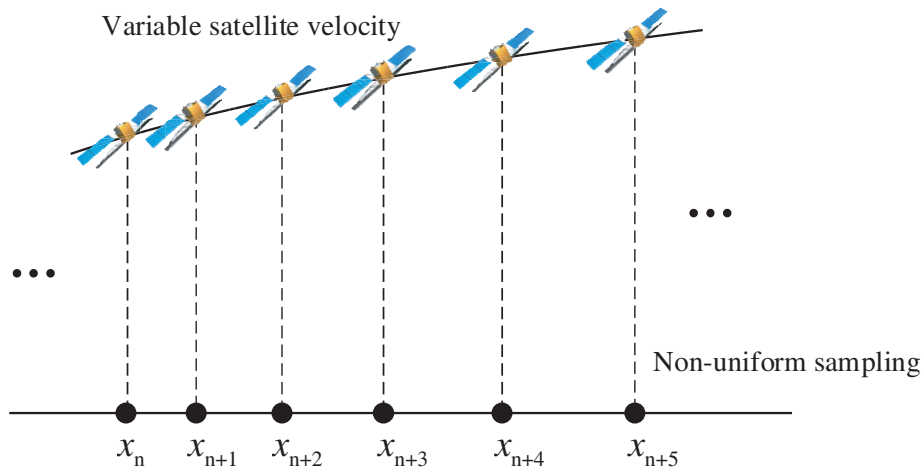 Variable satellite velocity
...
...
Non-uniform sampling
xₙ xₙ₊₁ xₙ₊₂ xₙ₊₃ xₙ₊₄ xₙ₊₅